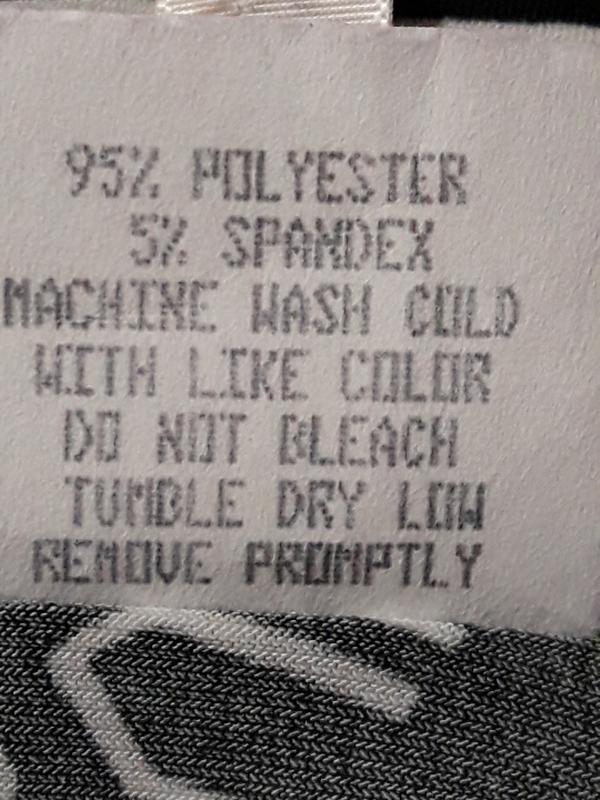 95% POLYESTER
5% SPANDEX
MACHINE WASH COLD
WITH LIKE COLOR
DO NOT BLEACH
TUMBLE DRY LOW
REMOVE PROMPTLY